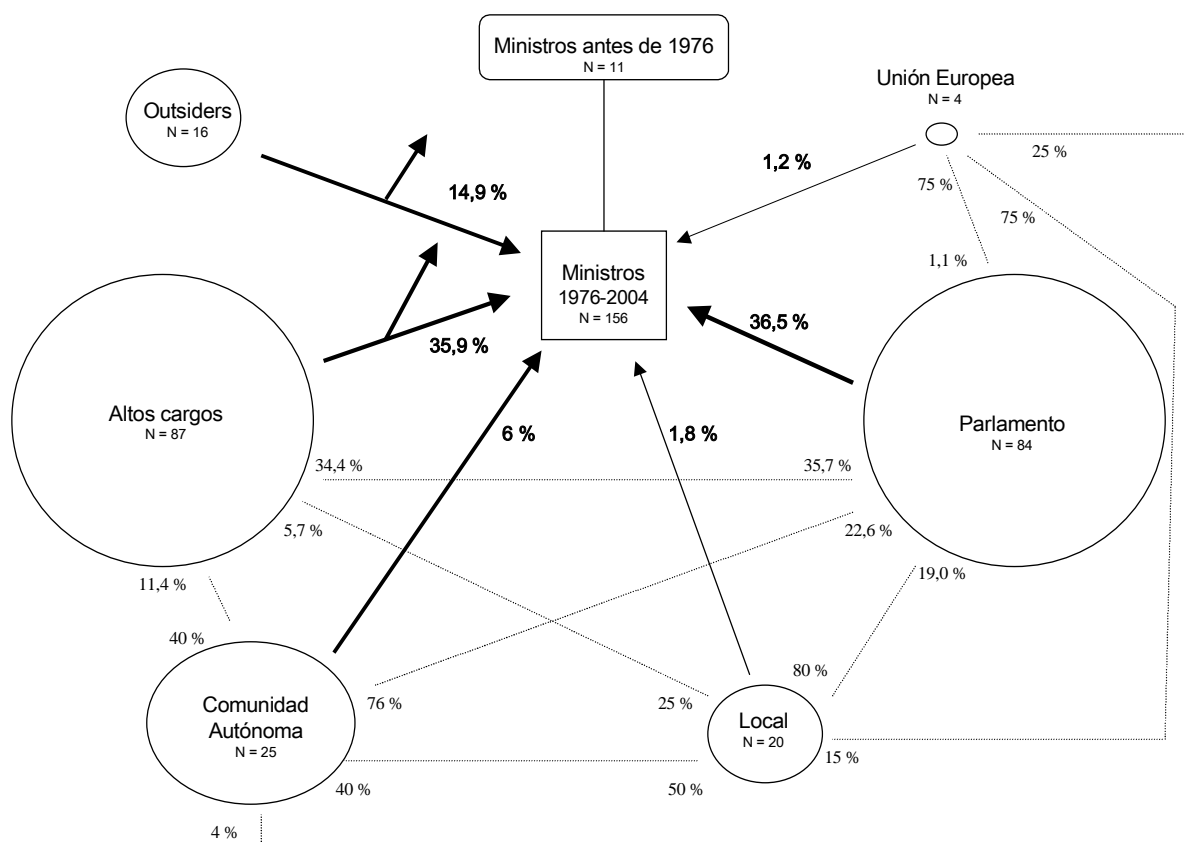 Ministros antes de 1976
N = 11
Outsiders
N = 16
Unión Europea
N = 4
25 %
1,2 %
75 %
75 %
14,9 %
1,1 %
Ministros
1976-2004
N = 156
36,5 %
35,9 %
Altos cargos
N = 87
Parlamento
N = 84
6 %
1,8 %
34,4 %
35,7 %
5,7 %
22,6 %
11,4 %
19,0 %
40 %
80 %
76 %
25 %
Comunidad
Autónoma
N = 25
Local
N = 20
15 %
40 %
50 %
4 %